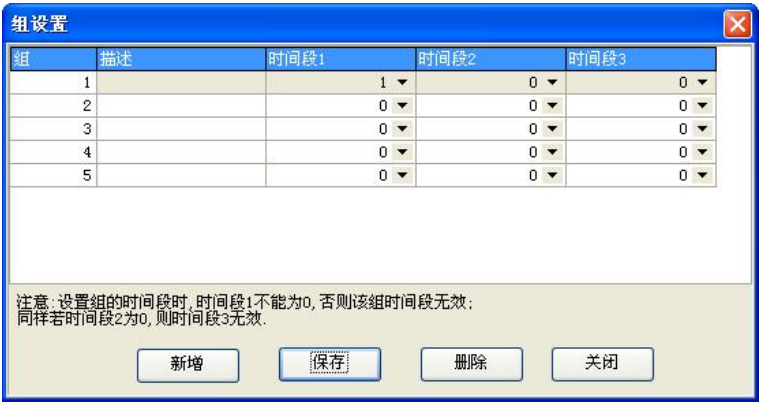 组设置
组 描述 时间段1 时间段2 时间段3
1 1 0 0
2 0 0 0
3 0 0 0
4 0 0 0
5 0 0 0
注意:设置组的时间段时,时间段1不能为0,否则该组时间段无效;
同样若时间段2为0,则时间段3无效.
新增 保存 删除 关闭